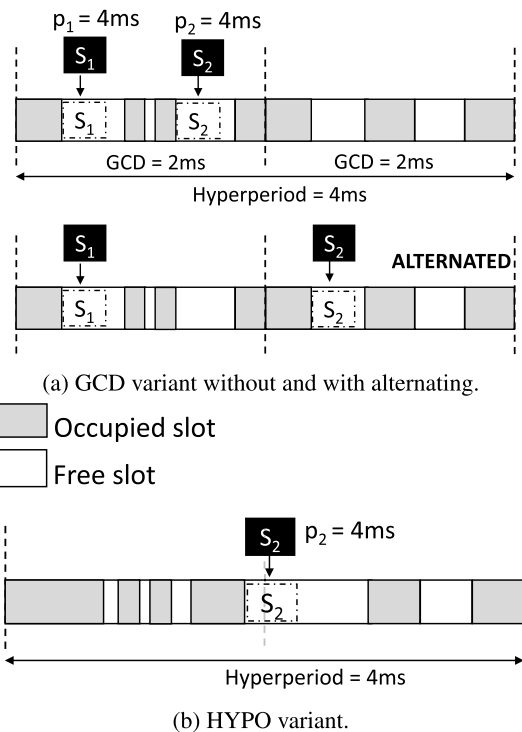 p1 = 4ms p2 = 4ms
S1 S2
S1 S2
GCD = 2ms GCD = 2ms
Hyperperiod = 4ms
S1 S2
ALTERNATED
S1 S2
(a) GCD variant without and with alternating.
Occupied slot
Free slot
S2 p2 = 4ms
S2
Hyperperiod = 4ms
(b) HYPO variant.